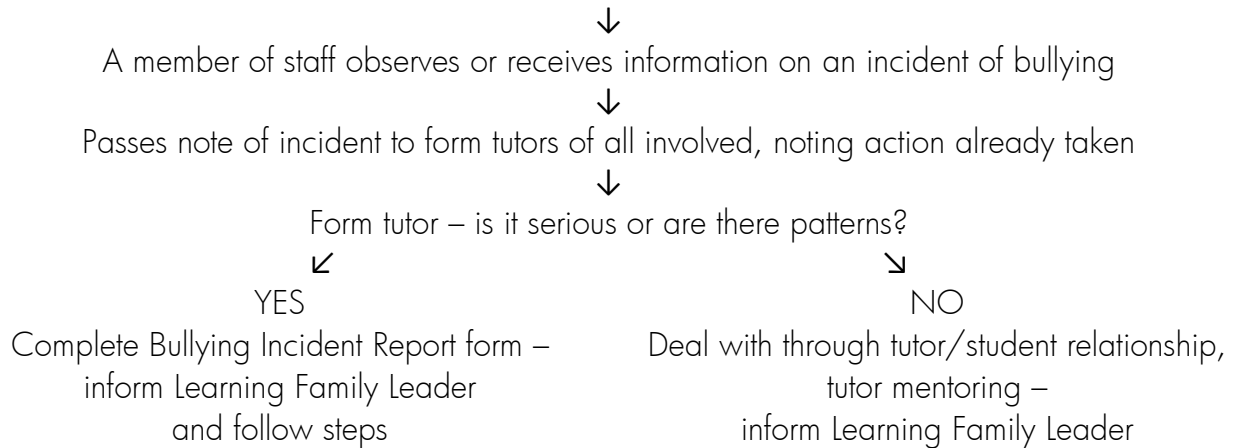 ↓
A member of staff observes or receives information on an incident of bullying
↓
Passes note of incident to form tutors of all involved, noting action already taken
↓
Form tutor – is it serious or are there patterns?
↙ ↘
YES
Complete Bullying Incident Report form –
inform Learning Family Leader
and follow steps
NO
Deal with through tutor/student relationship,
tutor mentoring –
inform Learning Family Leader